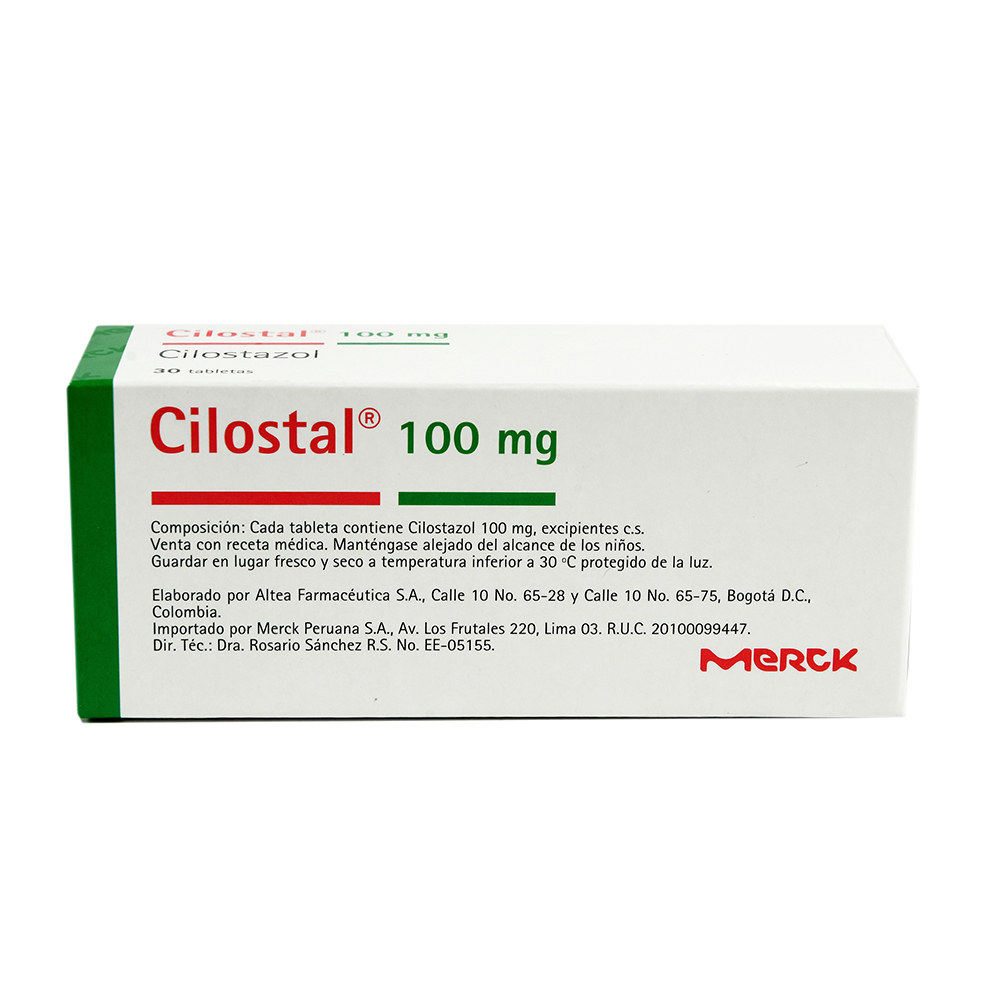 Cilostal® 100 mg
Cilostazol
30 tabletas
Cilostal® 100 mg
Composición: Cada tableta contiene Cilostazol 100 mg, excipientes c.s.
Venta con receta médica. Manténgase alejado del alcance de los niños.
Guardar en lugar fresco y seco a temperatura inferior a 30 ºC protegido de la luz.
Elaborado por Altea Farmacéutica S.A., Calle 10 No. 65-28 y Calle 10 No. 65-75, Bogotá D.C.,
Colombia.
Importado por Merck Peruana S.A., Av. Los Frutales 220, Lima 03. R.U.C. 20100099447.
Dir. Téc.: Dra. Rosario Sánchez R.S. No. EE-05155.
MERCK